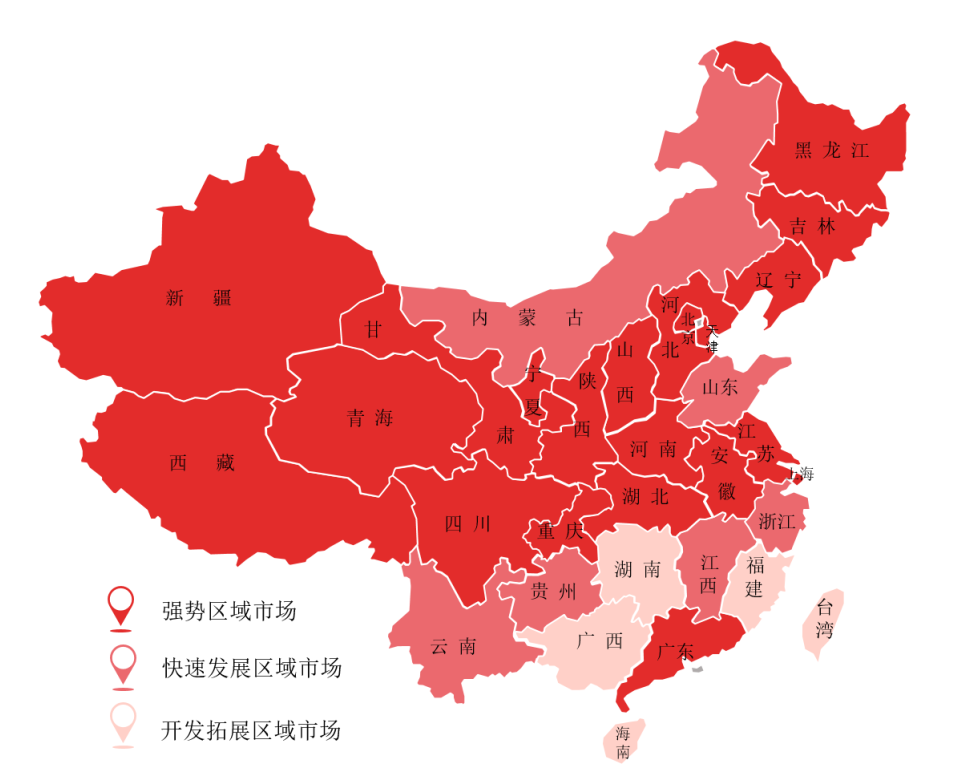 黑龙江
吉林
辽宁
新疆
内蒙古
甘肃
河北
北京
天津
山西
宁夏
陕西
山东
青海
西藏
河南
江苏
安徽
上海
湖北
四川
重庆
浙江
湖南
江西
福建
贵州
台湾
云南
广西
广东
海南
强势区域市场
快速发展区域市场
开发拓展区域市场